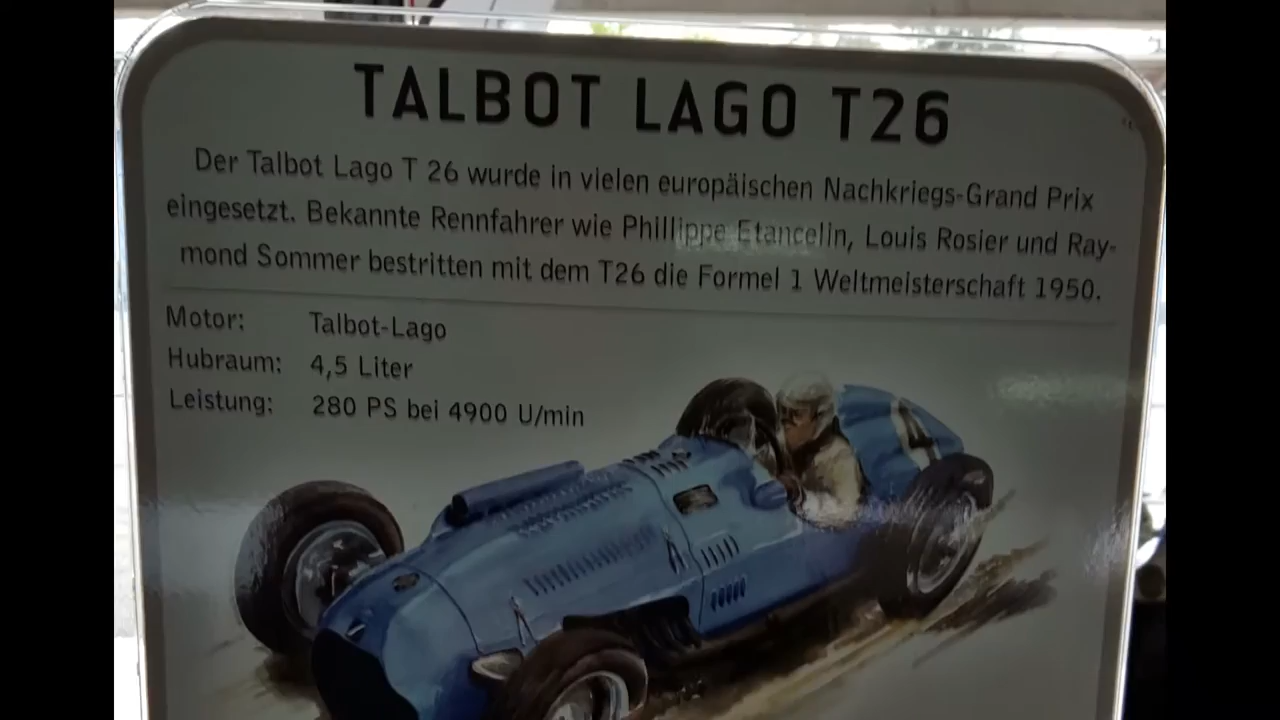 TALBOT LAGO T26
Der Talbot Lago T 26 wurde in vielen europäischen Nachkriegs-Grand Prix
eingesetzt. Bekannte Rennfahrer wie Phillippe Etancelin, Louis Rosier und Ray-
mond Sommer bestritten mit dem T26 die Formel 1 Weltmeisterschaft 1950.
Motor: Talbot-Lago
Hubraum: 4,5 Liter
Leistung: 280 PS bei 4900 U/min
4